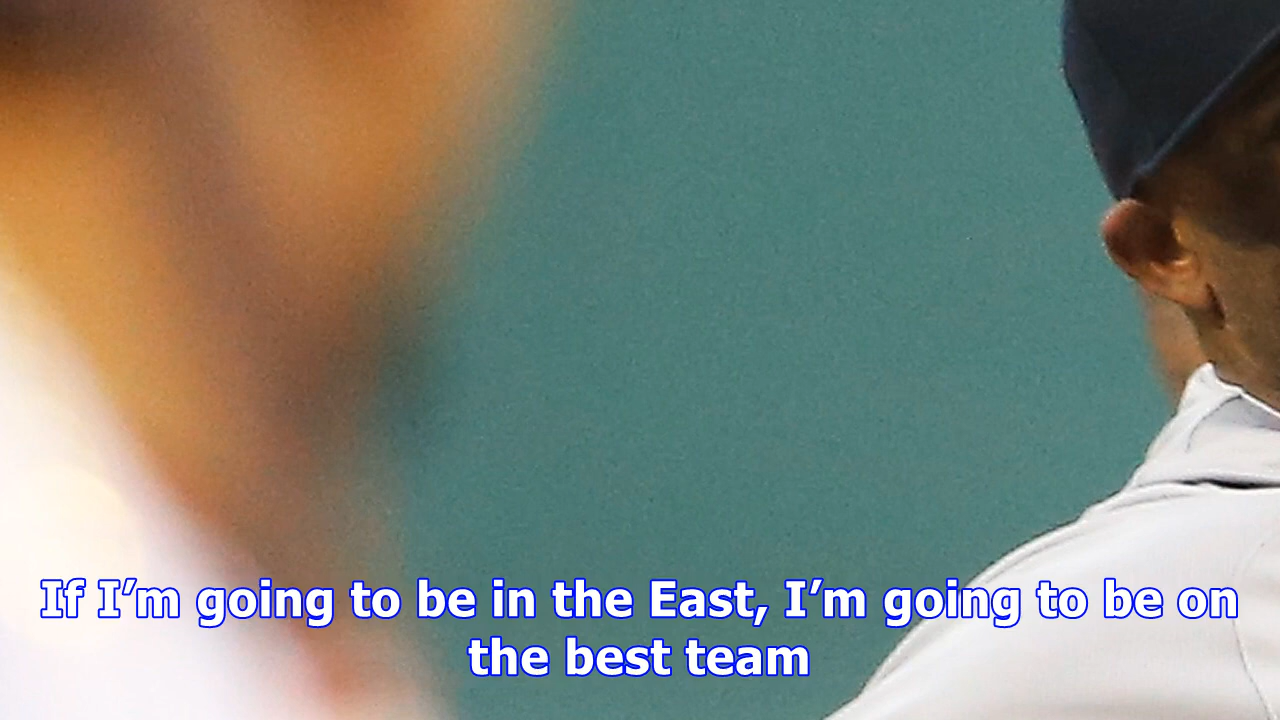 If I’m going to be in the East, I’m going to be on
the best team